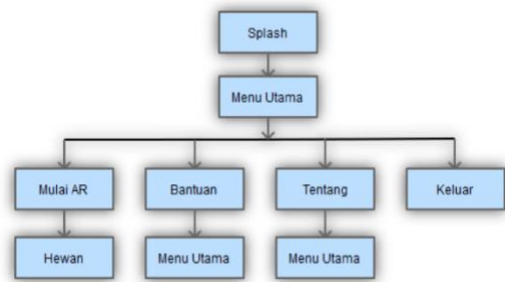 Splash
Menu Utama
Mulai AR
Bantuan
Tentang
Keluar
Hewan
Menu Utama
Menu Utama